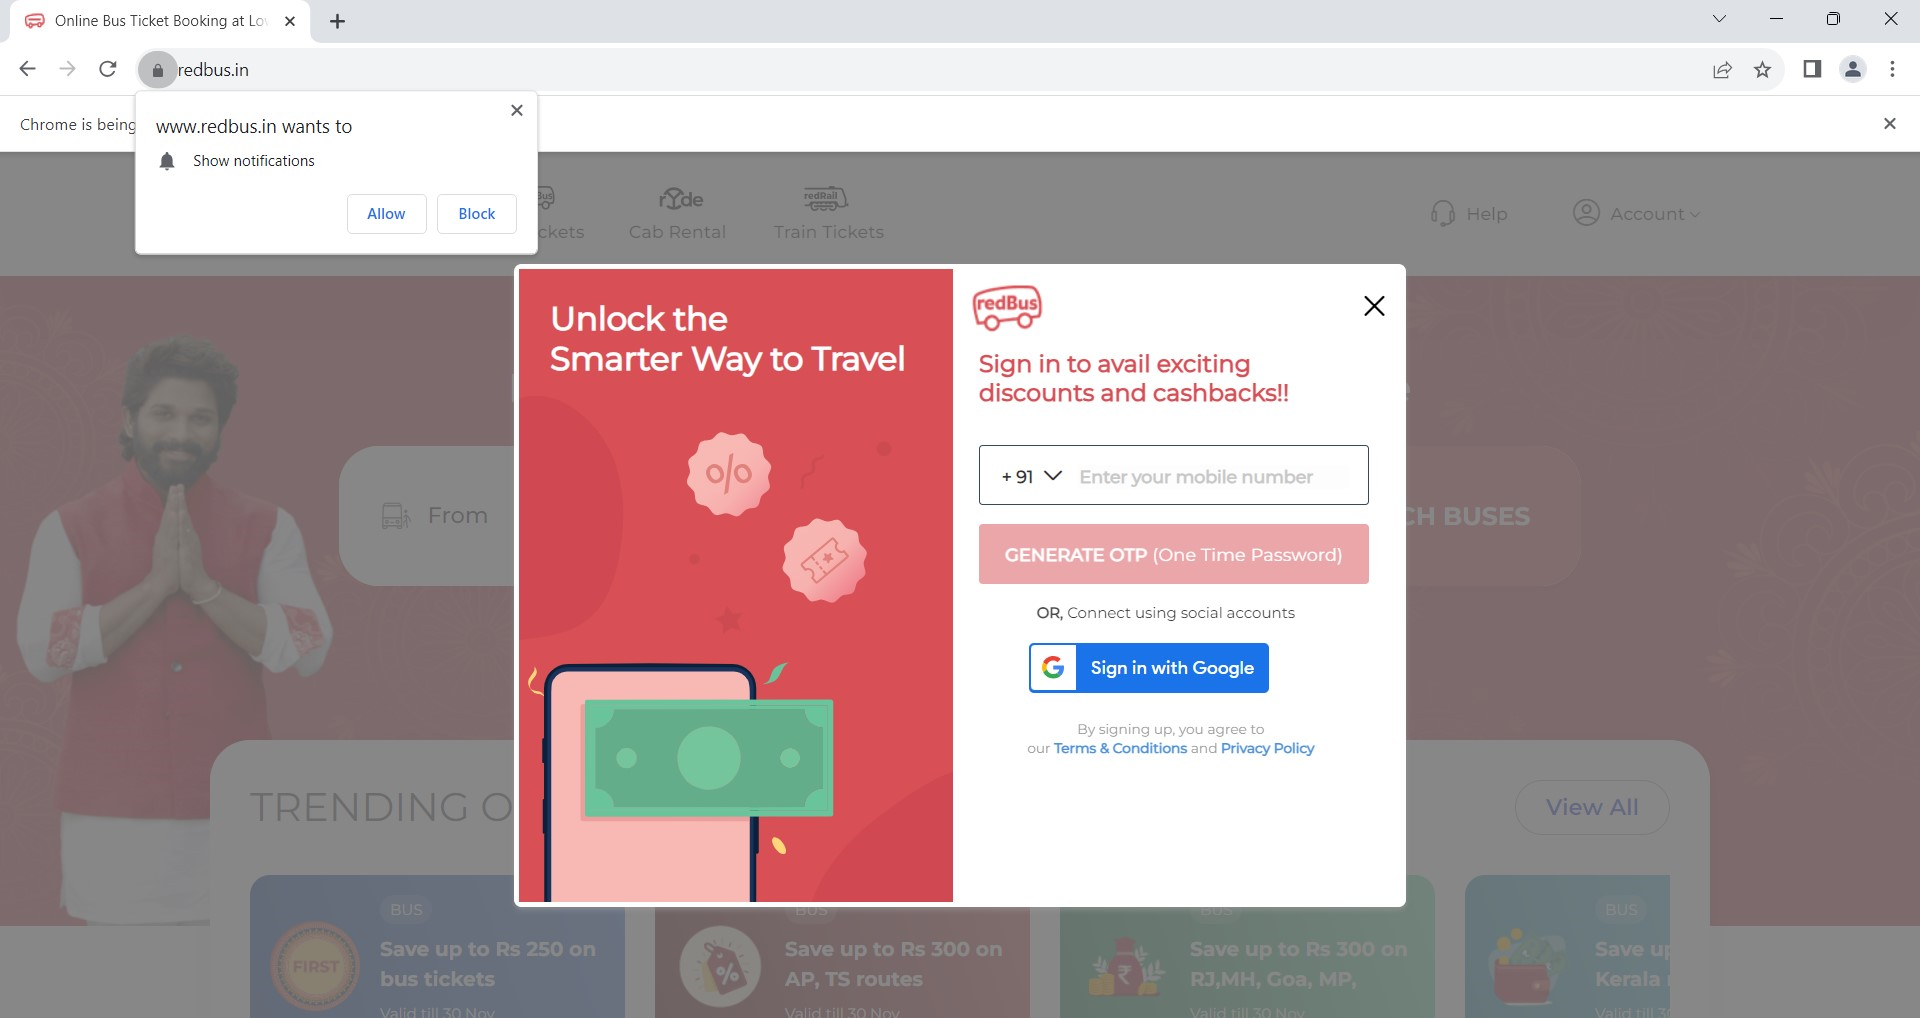 Online Bus Ticket Booking at Lo
redbus.in
Chrome is being
www.redbus.in wants to
Show notifications
Allow
Block
ckets
ryde
Cab Rental
redRail
Train Tickets
Help
Account
Unlock the
Smarter Way to Travel
%
redBus
Sign in to avail exciting
discounts and cashbacks!!
+ 91
Enter your mobile number
GENERATE OTP (One Time Password)
OR, Connect using social accounts
G Sign in with Google
By signing up, you agree to
our Terms & Conditions and Privacy Policy
From
CH BUSES
TRENDING O
View All
BUS
FIRST
Save up to Rs 250 on
bus tickets
Valid till 30 Nov
BUS
%
Save up to Rs 300 on
AP, TS routes
Valid till 30 Nov
BUS
₹
Save up to Rs 300 on
RJ,MH, Goa, MP,
Valid till 30 Nov
BUS
Save up
Kerala
Valid till 30